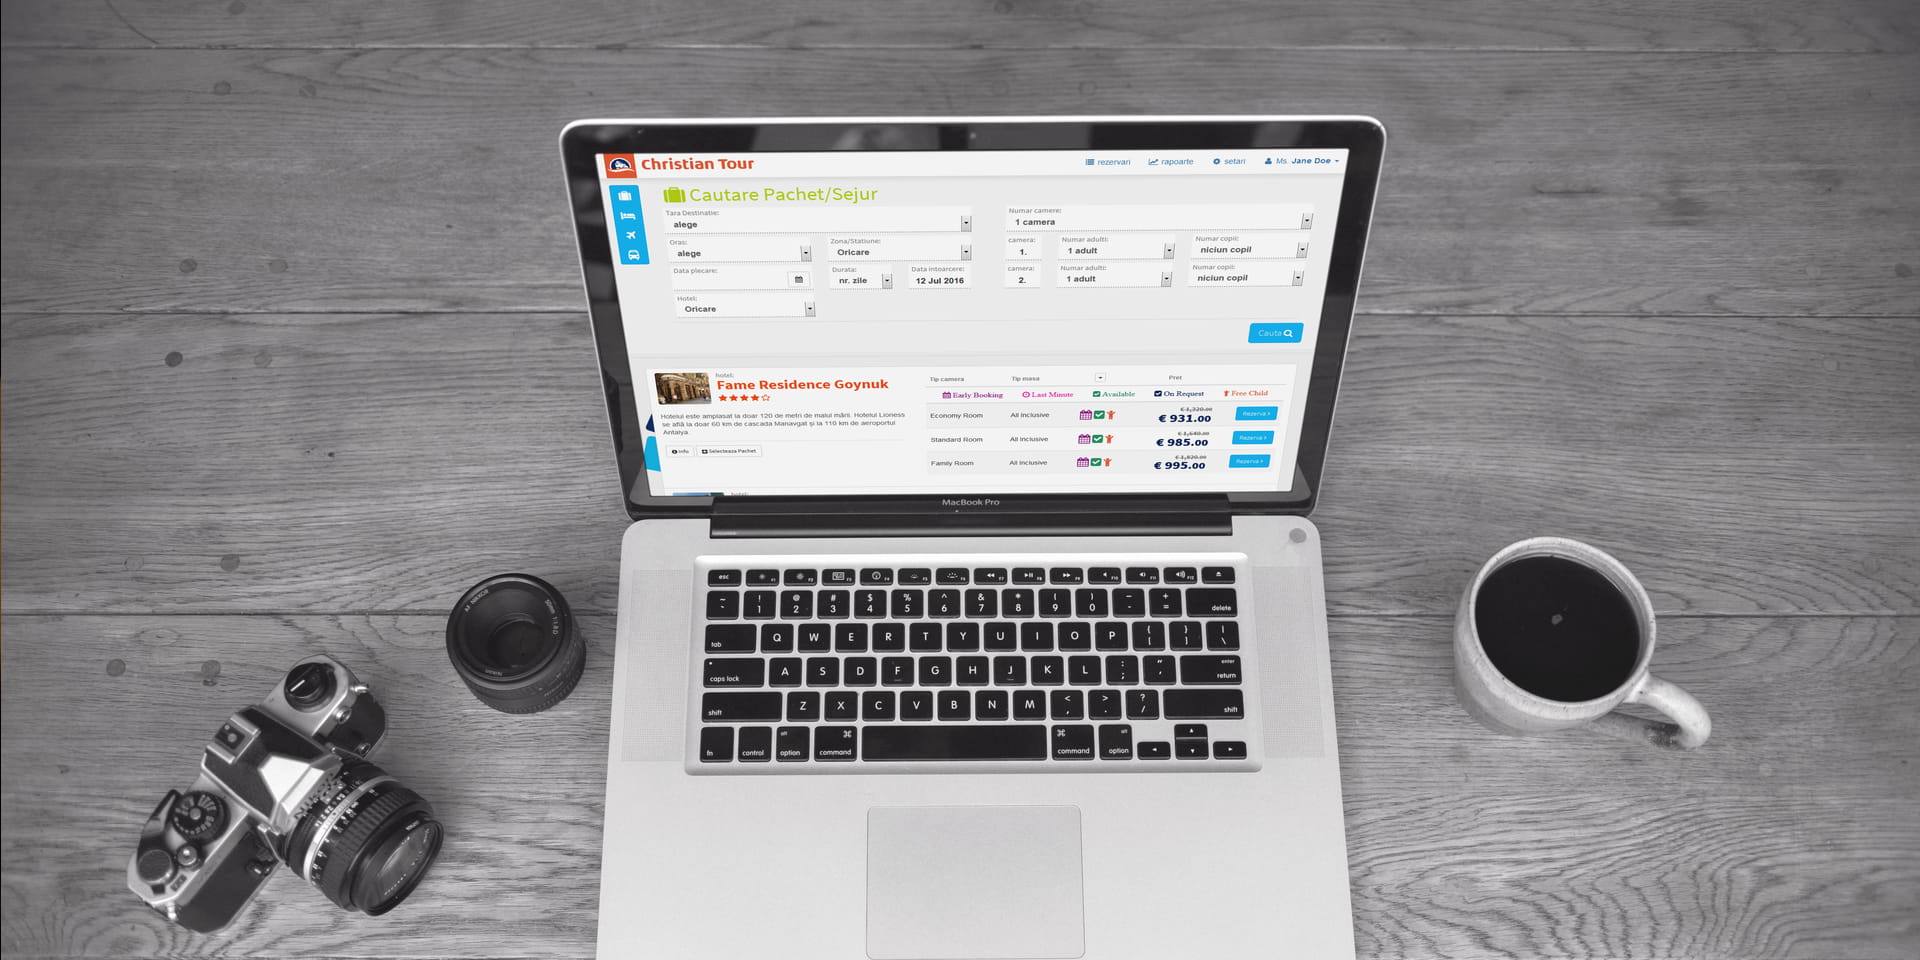 Christian Tour
rezervari rapoarte setari Ms. Jane Doe
Cautare Pachet/Sejur
Tara Destinatie: Numar camere:
alege 1 camera
Oras: Zona/Statiune: camera: Numar adulti: Numar copii:
alege Oricare 1. 1 adult niciun copil
Data plecare: Durata: Data intoarcere: camera: Numar adulti: Numar copii:
nr. zile 12 Jul 2016 2. 1 adult niciun copil
Hotel:
Oricare
Cauta
hotel:
Fame Residence Goynuk
Hotelul este amplasat la doar 120 de metri de malul mării. Hotelul Lioness
se află la doar 60 km de cascada Manavgat și la 110 km de aeroportul
Antalya.
Info Selecteaza Pachet
Tip camera Tip masa Pret
Early Booking Last Minute Available On Request Free Child
€ 1,320.00
Economy Room All Inclusive € 931.00 Rezerva >
€ 1,640.00
Standard Room All Inclusive € 985.00 Rezerva >
€ 1,820.00
Family Room All Inclusive € 995.00 Rezerva >
hotel:
MacBook Pro
esc F1 F2 F3 F4 F5 F6 F7 F8 F9 F10 F11 F12
~ ! @ # $ % ^ & * ( ) _ +
` 1 2 3 4 5 6 7 8 9 0 - = delete
tab Q W E R T Y U I O P { [ } ] | \
caps lock A S D F G H J K L : ; " ' enter return
shift Z X C V B N M < , > . ? / shift
fn control alt option ⌘ command ⌘ command alt option
AF NIKKOR 50mm 1:1.8D
Nikon